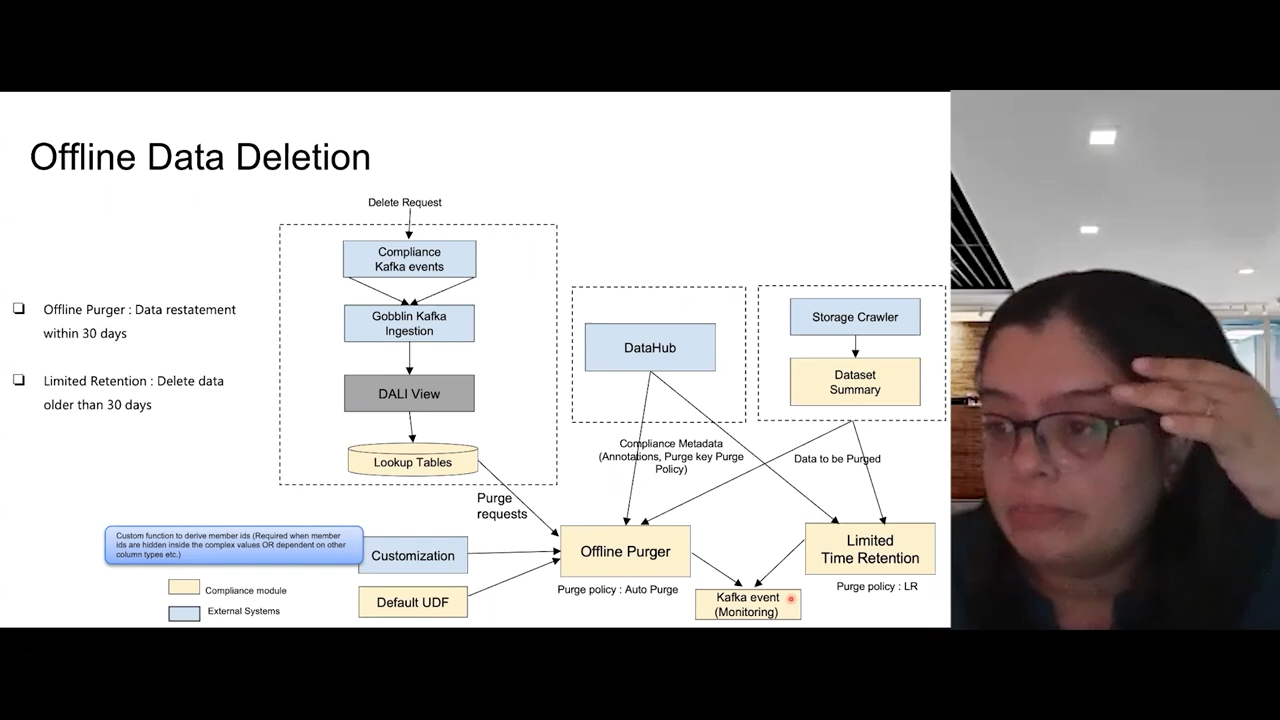 Offline Data Deletion
Offline Purger : Data restatement
within 30 days
Limited Retention : Delete data
older than 30 days
Delete Request
Compliance
Kafka events
Gobblin Kafka
Ingestion
DALI View
Lookup Tables
Purge
requests
DataHub
Compliance Metadata
(Annotations, Purge key Purge
Policy)
Storage Crawler
Dataset
Summary
Data to be Purged
Custom function to derive member ids (Required when member
ids are hidden inside the complex values OR dependent on other
column types etc.)
Customization
Default UDF
Compliance module
External Systems
Offline Purger
Purge policy : Auto Purge
Limited
Time Retention
Purge policy : LR
Kafka event
(Monitoring)